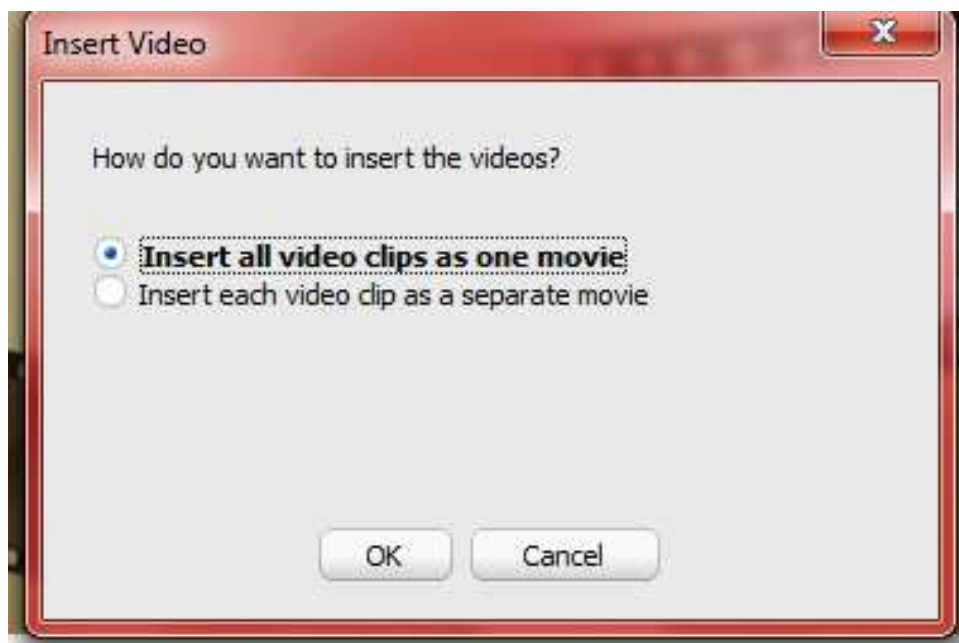 Insert Video
How do you want to insert the videos?
Insert all video clips as one movie
Insert each video clip as a separate movie
OK
Cancel